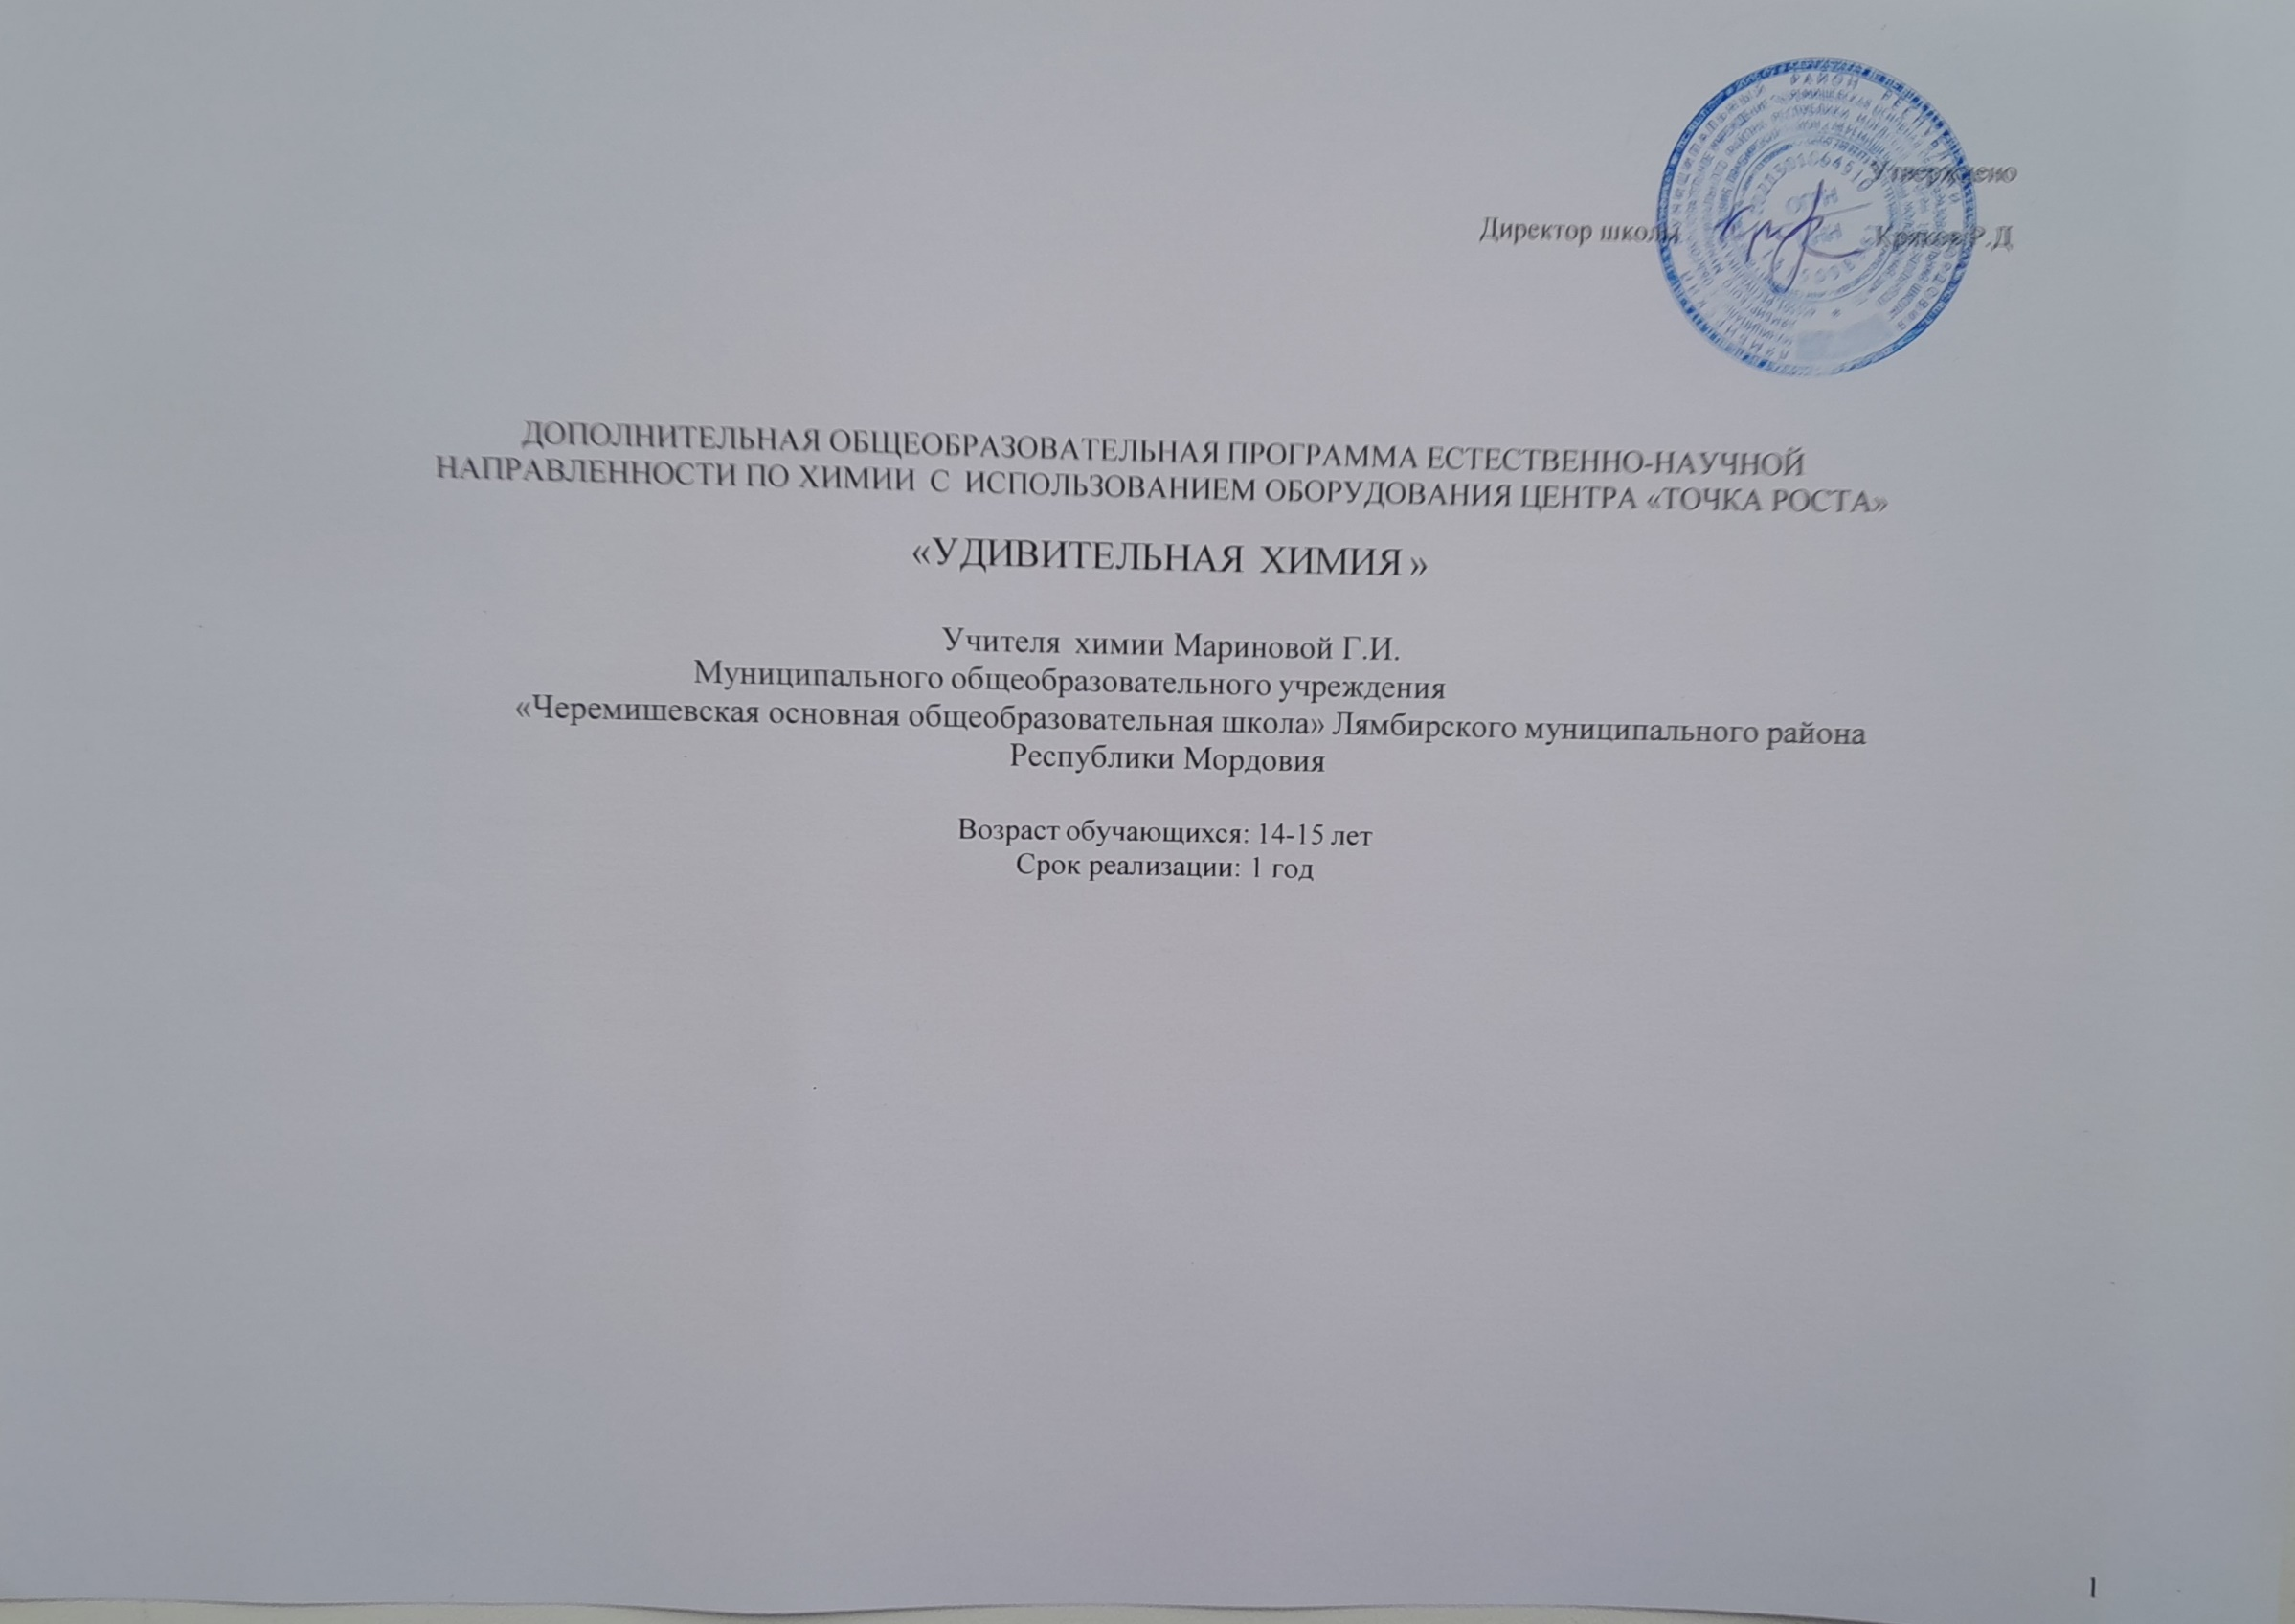 Утверждено
Директор школы Кряков Р.Д
ДОПОЛНИТЕЛЬНАЯ ОБЩЕОБРАЗОВАТЕЛЬНАЯ ПРОГРАММА ЕСТЕСТВЕННО-НАУЧНОЙ
НАПРАВЛЕННОСТИ ПО ХИМИИ С ИСПОЛЬЗОВАНИЕМ ОБОРУДОВАНИЯ ЦЕНТРА «ТОЧКА РОСТА»
«УДИВИТЕЛЬНАЯ ХИМИЯ »
Учителя химии Мариновой Г.И.
Муниципального общеобразовательного учреждения
«Черемишевская основная общеобразовательная школа» Лямбирского муниципального района
Республики Мордовия
Возраст обучающихся: 14-15 лет
Срок реализации: 1 год
1